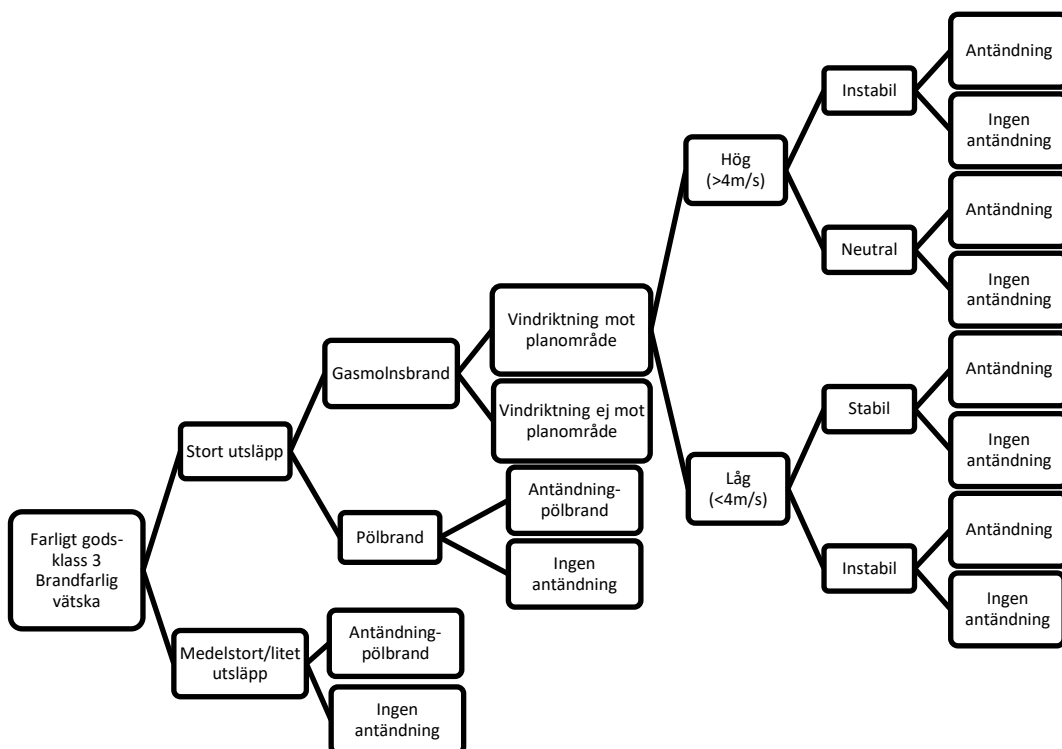 Farligt gods-
klass 3
Brandfarlig
vätska
Stort utsläpp
Medelstort/litet
utsläpp
Gasmolnsbrand
Pölbrand
Antändning-
pölbrand
Ingen
antändning
Vindriktning mot
planområde
Vindriktning ej mot
planområde
Antändning-
pölbrand
Ingen
antändning
Hög
(>4m/s)
Låg
(<4m/s)
Instabil
Neutral
Stabil
Instabil
Antändning
Ingen
antändning
Antändning
Ingen
antändning
Antändning
Ingen
antändning
Antändning
Ingen
antändning